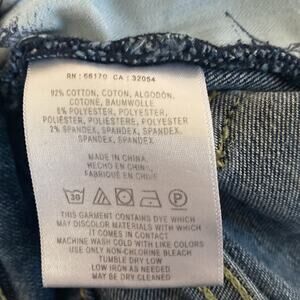 RN: 66170 CA: 32054
92% COTTON, COTON, ALGODÓN,
COTONE, BAUMWOLLE
6% POLYESTER, POLYESTER,
POLIESTER, POLIESTERE, POLYESTER
2% SPANDEX, SPANDEX, SPANDEX,
SPANDEX, SPANDEX
MADE IN CHINA,
HECHO EN CHINA,
FABRIQUÉ EN CHINE
30
P
THIS GARMENT CONTAINS DYE WHICH
MAY DISCOLOR MATERIALS WITH WHICH
IT COMES IN CONTACT
MACHINE WASH COLD WITH LIKE COLORS
USE ONLY NON-CHLORINE BLEACH
TUMBLE DRY LOW
LOW IRON AS NEEDED
MAY BE DRY CLEANED